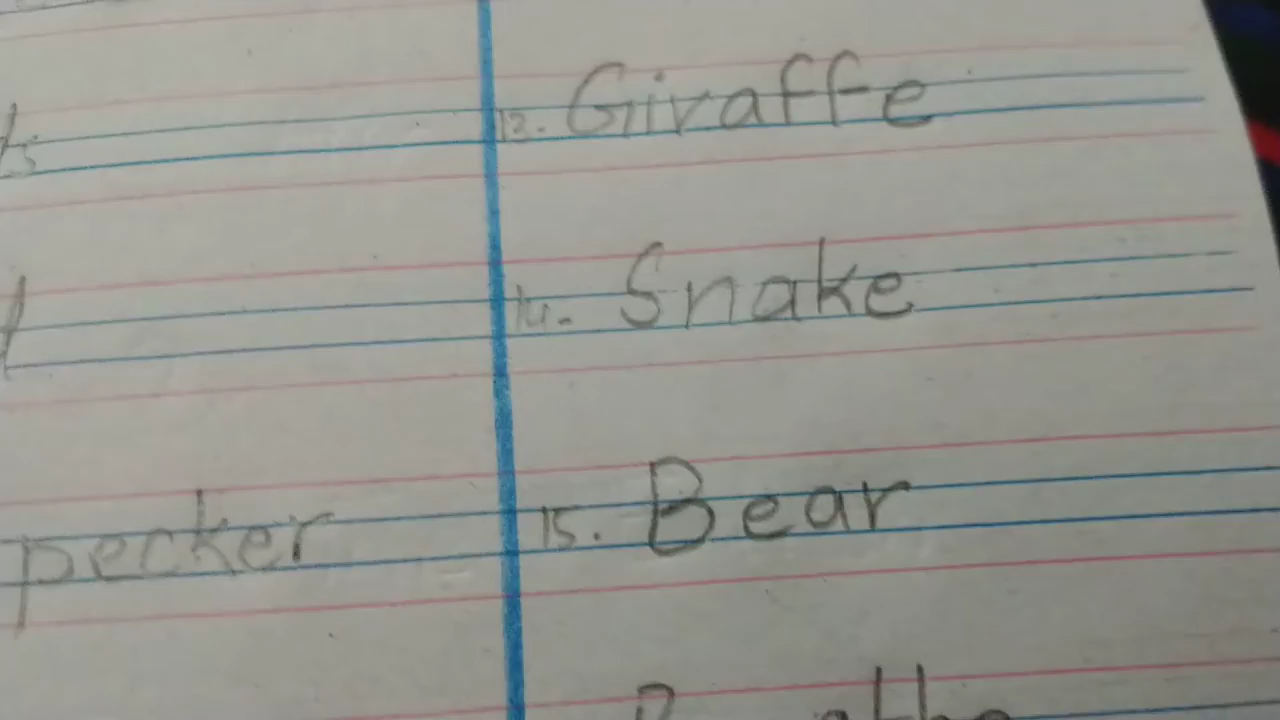 13. Giraffe
14. Snake
pecker
15. Bear